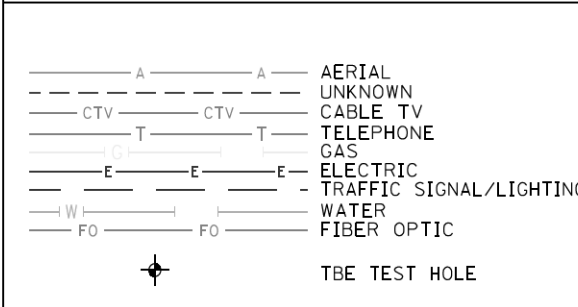 A A AERIAL
UNKNOWN
CTV CTV CABLE TV
T T TELEPHONE
G GAS
E E E ELECTRIC
TRAFFIC SIGNAL/LIGHTING
W WATER
FO FO FIBER OPTIC
TBE TEST HOLE